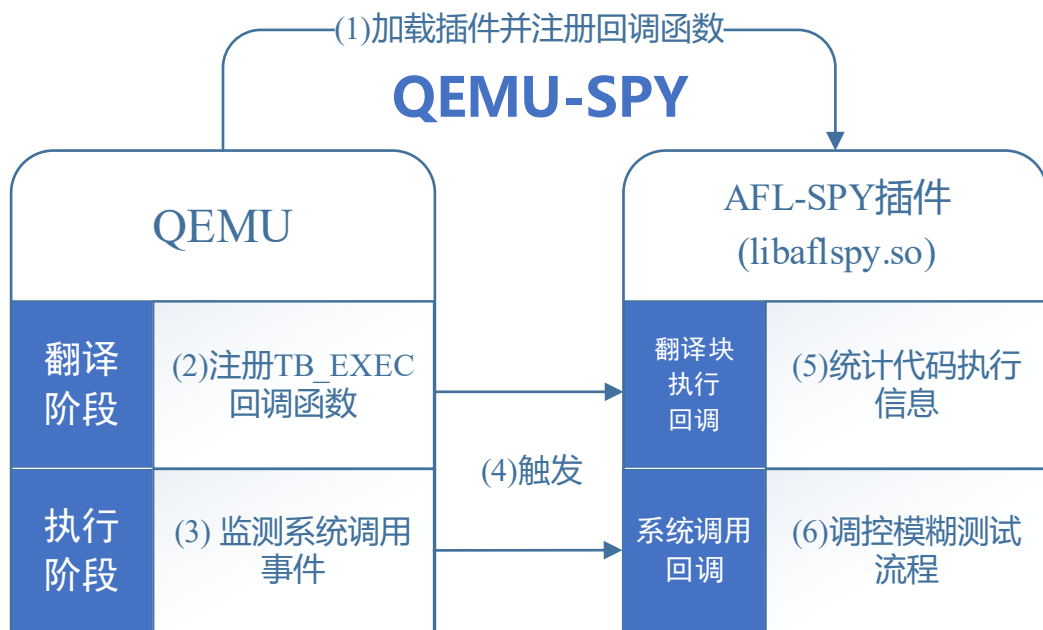 (1)加载插件并注册回调函数
QEMU-SPY
QEMU
AFL-SPY插件
(libaflspy.so)
翻译
阶段
(2)注册TB_EXEC
回调函数
翻译块
执行
回调
(5)统计代码执行
信息
(4)触发
执行
阶段
(3) 监测系统调用
事件
系统调用
回调
(6)调控模糊测试
流程